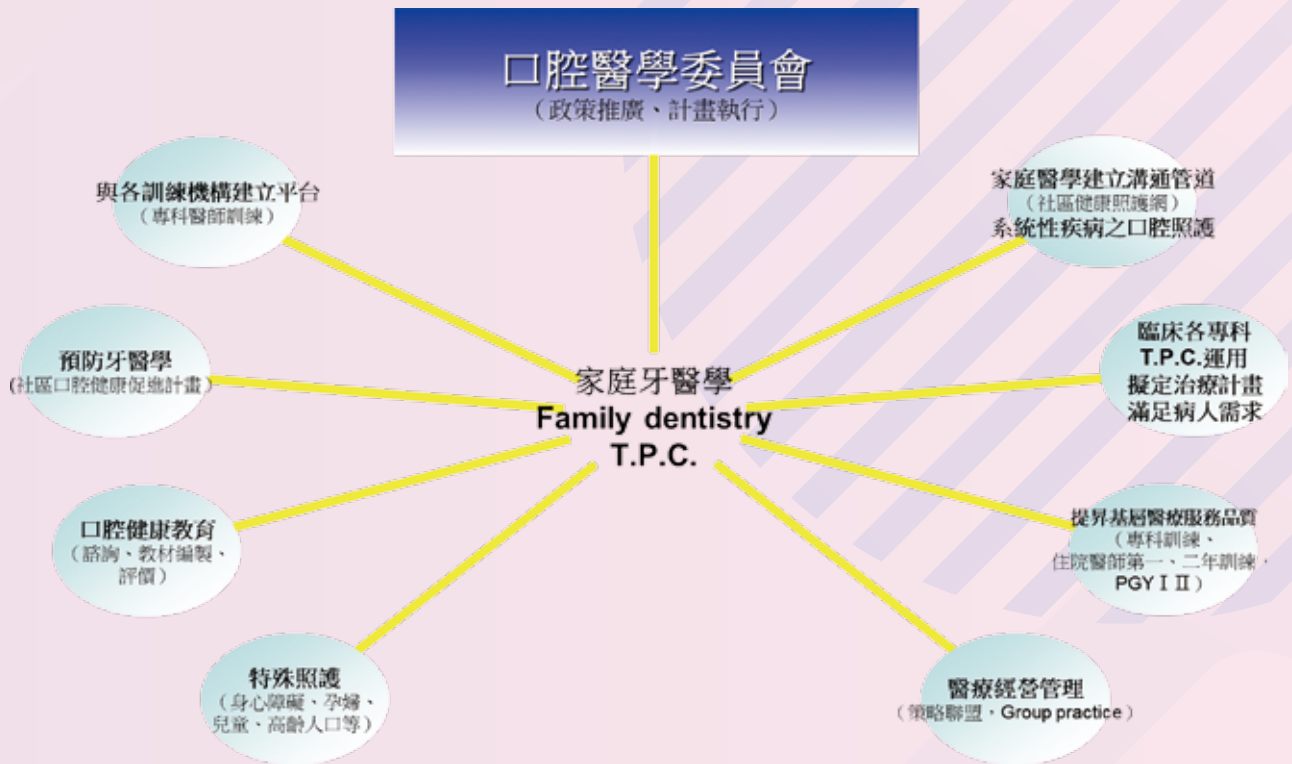 口腔醫學委員會
（政策推廣、計畫執行）
與各訓練機構建立平台
（專科醫師訓練）
家庭醫學建立溝通管道
（社區健康照護網）
系統性疾病之口腔照護
預防牙醫學
(社區口腔健康促進計畫）
臨床各專科
T.P.C.運用
擬定治療計畫
滿足病人需求
家庭牙醫學
Family dentistry
T.P.C.
口腔健康教育
（諮詢、教材編製、
評價）
提昇基層醫療服務品質
（專科訓練、
住院醫師第一、二年訓練，
PGY I II）
特殊照護
（身心障礙、孕婦、
兒童、高齡人口等）
醫療經營管理
（策略聯盟，Group practice）